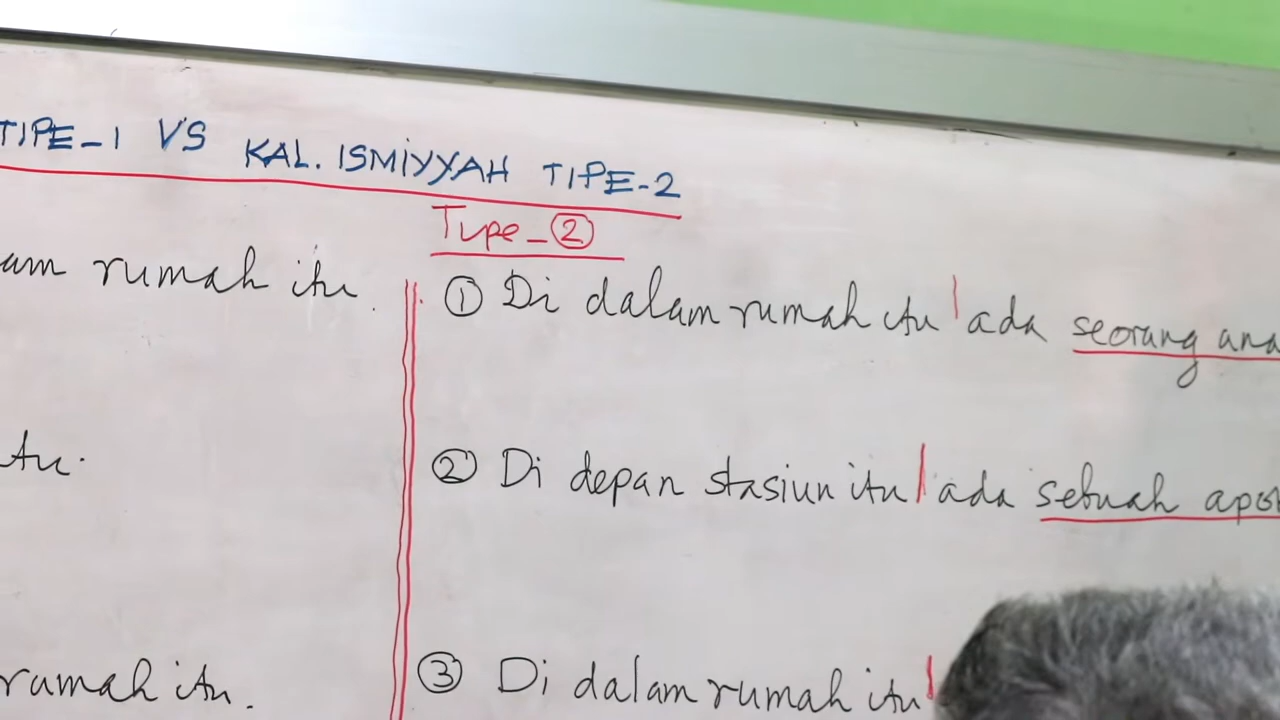 TIPE-1 VS KAL. ISMIYYAH TIPE-2
Type-②
rumah itu.
① Di dalam rumah itu | ada seorang
itu.
② Di depan stasiun itu | ada sebuah
rumah itu.
③ Di dalam rumah itu |